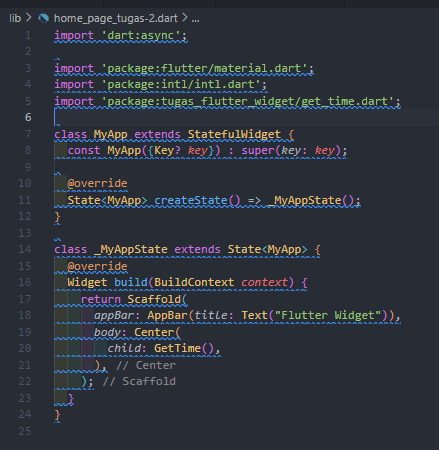 lib > home_page_tugas-2.dart > ...
1 import 'dart:async';
2
3 import 'package:flutter/material.dart';
4 import 'package:intl/intl.dart';
5 import 'package:tugas_flutter_widget/get_time.dart';
6
7 class MyApp extends StatefulWidget {
8   const MyApp({Key? key}) : super(key: key);
9
10   @override
11   State<MyApp> createState() => _MyAppState();
12 }
13
14 class _MyAppState extends State<MyApp> {
15   @override
16   Widget build(BuildContext context) {
17     return Scaffold(
18       appBar: AppBar(title: Text("Flutter Widget")),
19       body: Center(
20         child: GetTime(),
21       ), // Center
22     ); // Scaffold
23   }
24 }
25